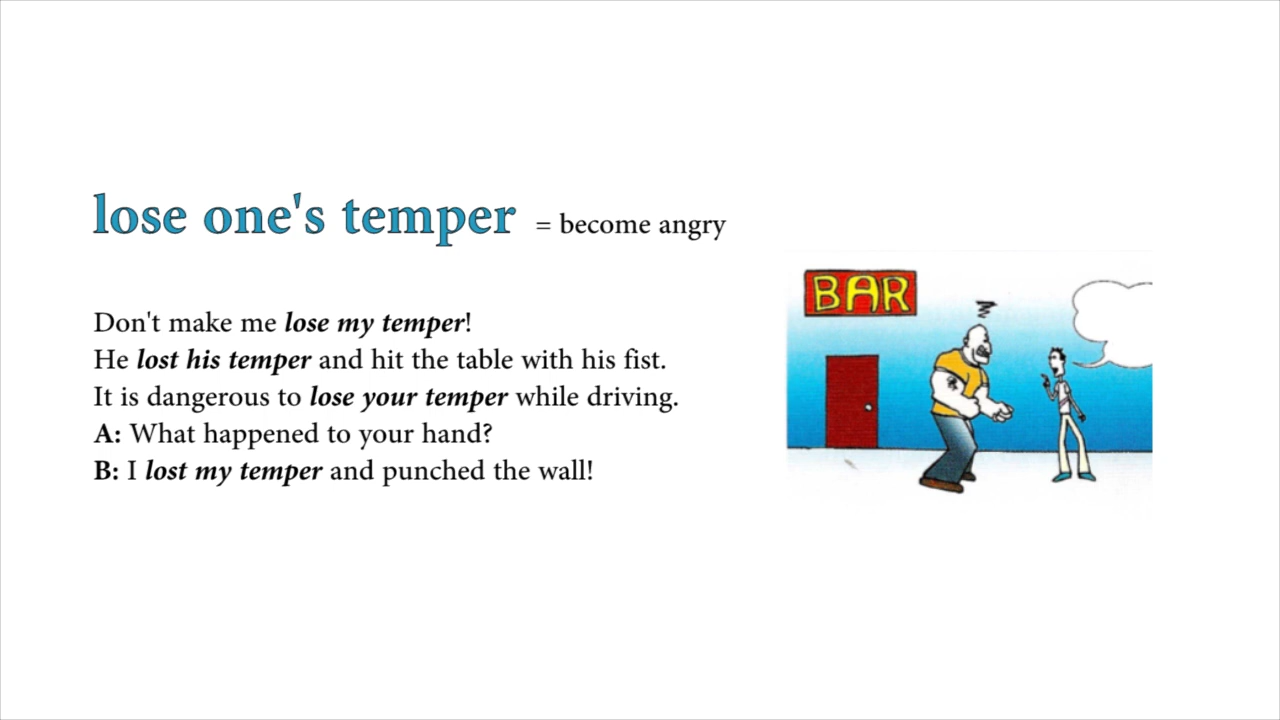 lose one's temper = become angry
Don't make me lose my temper!
He lost his temper and hit the table with his fist.
It is dangerous to lose your temper while driving.
A: What happened to your hand?
B: I lost my temper and punched the wall!
BAR